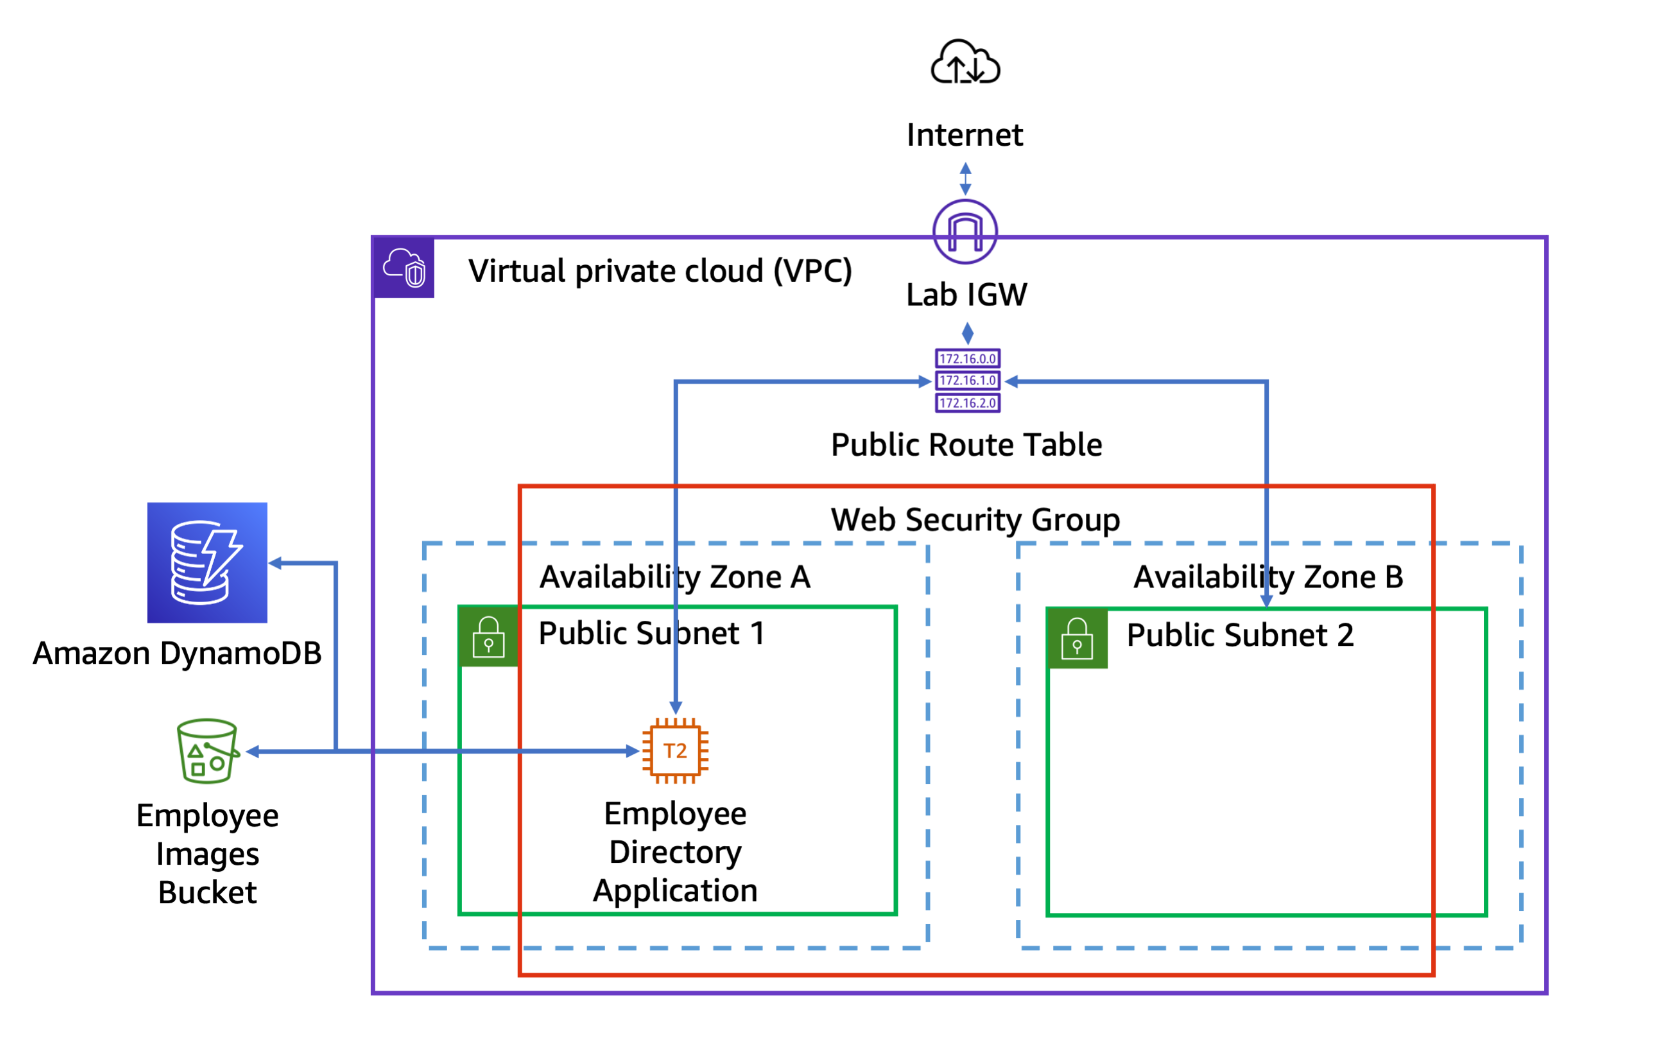 Internet
Virtual private cloud (VPC)
Lab IGW
172.16.0.0
172.16.1.0
172.16.2.0
Public Route Table
Web Security Group
Availability Zone A
Availability Zone B
Public Subnet 1
Public Subnet 2
Amazon DynamoDB
T2
Employee
Images
Bucket
Employee
Directory
Application